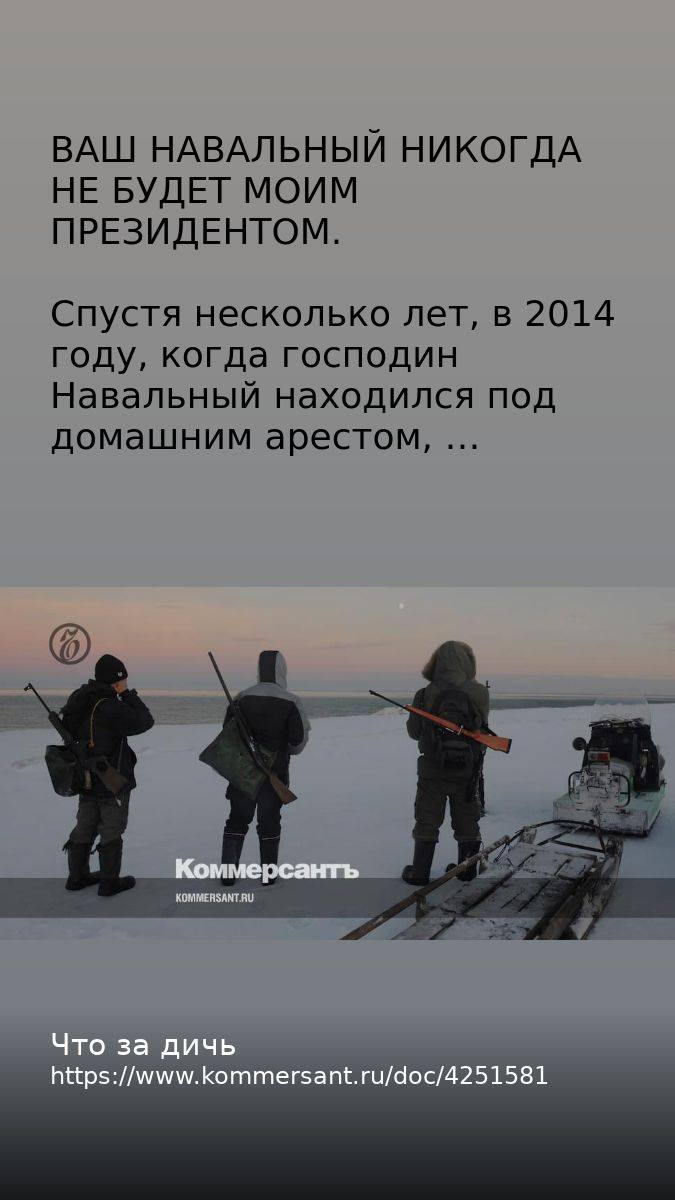 ВАШ НАВАЛЬНЫЙ НИКОГДА
НЕ БУДЕТ МОИМ
ПРЕЗИДЕНТОМ.
Спустя несколько лет, в 2014
году, когда господин
Навальный находился под
домашним арестом, ...
Коммерсантъ
KOMMERSANT.RU
Что за дичь
https://www.kommersant.ru/doc/4251581